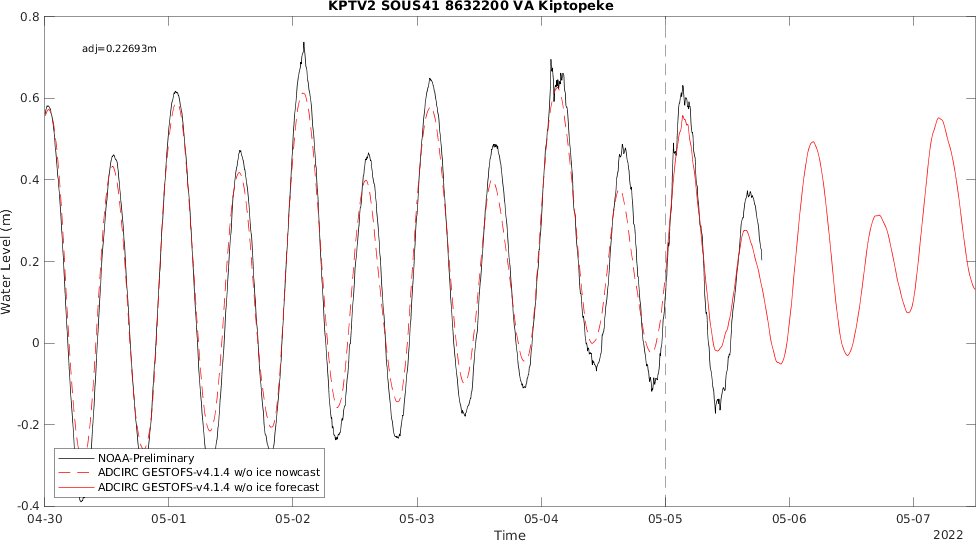 KPTV2 SOUS41 8632200 VA Kiptopeke
adj=0.22693m
Water Level (m)
0.8
0.6
0.4
0.2
0
-0.2
-0.4
NOAA-Preliminary
ADCIRC GESTOFS-v4.1.4 w/o ice nowcast
ADCIRC GESTOFS-v4.1.4 w/o ice forecast
04-30 05-01 05-02 05-03 05-04 05-05 05-06 05-07
Time
2022